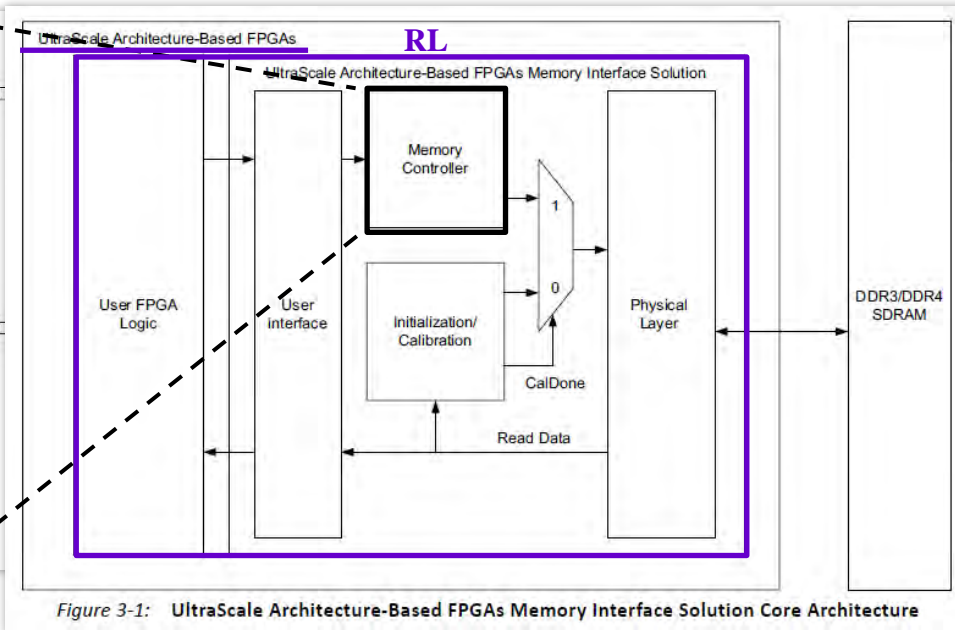 UltraScale Architecture-Based FPGAs
RL
UltraScale Architecture-Based FPGAs Memory Interface Solution
Memory
Controller
1
0
User FPGA
Logic
User
interface
Initialization/
Calibration
Physical
Layer
DDR3/DDR4
SDRAM
CalDone
Read Data
Figure 3-1: UltraScale Architecture-Based FPGAs Memory Interface Solution Core Architecture